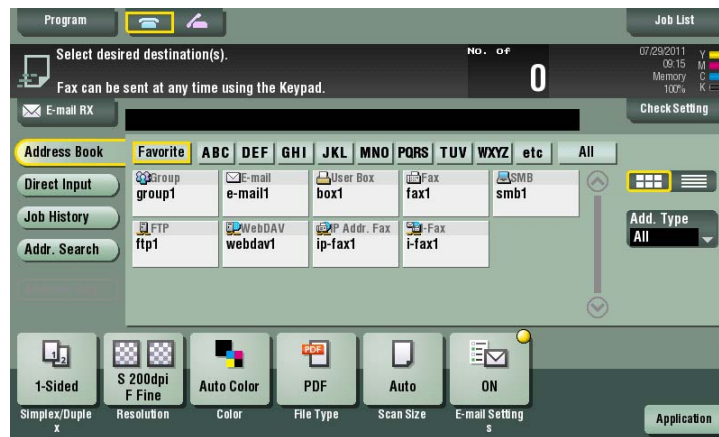 Program
Job List
Select desired destination(s).
Fax can be sent at any time using the Keypad.
No. of
0
07/29/2011
09:15
Memory
100%
Y
M
C
K
E-mail RX
Check Setting
Address Book
Favorite ABC DEF GHI JKL MNO PQRS TUV WXYZ etc All
Direct Input
Job History
Addr. Search
Group
group1
E-mail
e-mail1
User Box
box1
Fax
fax1
SMB
smb1
FTP
ftp1
WebDAV
webdav1
IP Addr. Fax
ip-fax1
I-Fax
i-fax1
Add. Type
All
1 2
1-Sided
Simplex/Duple
x
S 200dpi
F Fine
Resolution
Auto Color
Color
PDF
PDF
File Type
Auto
Scan Size
ON
E-mail Setting
s
Application